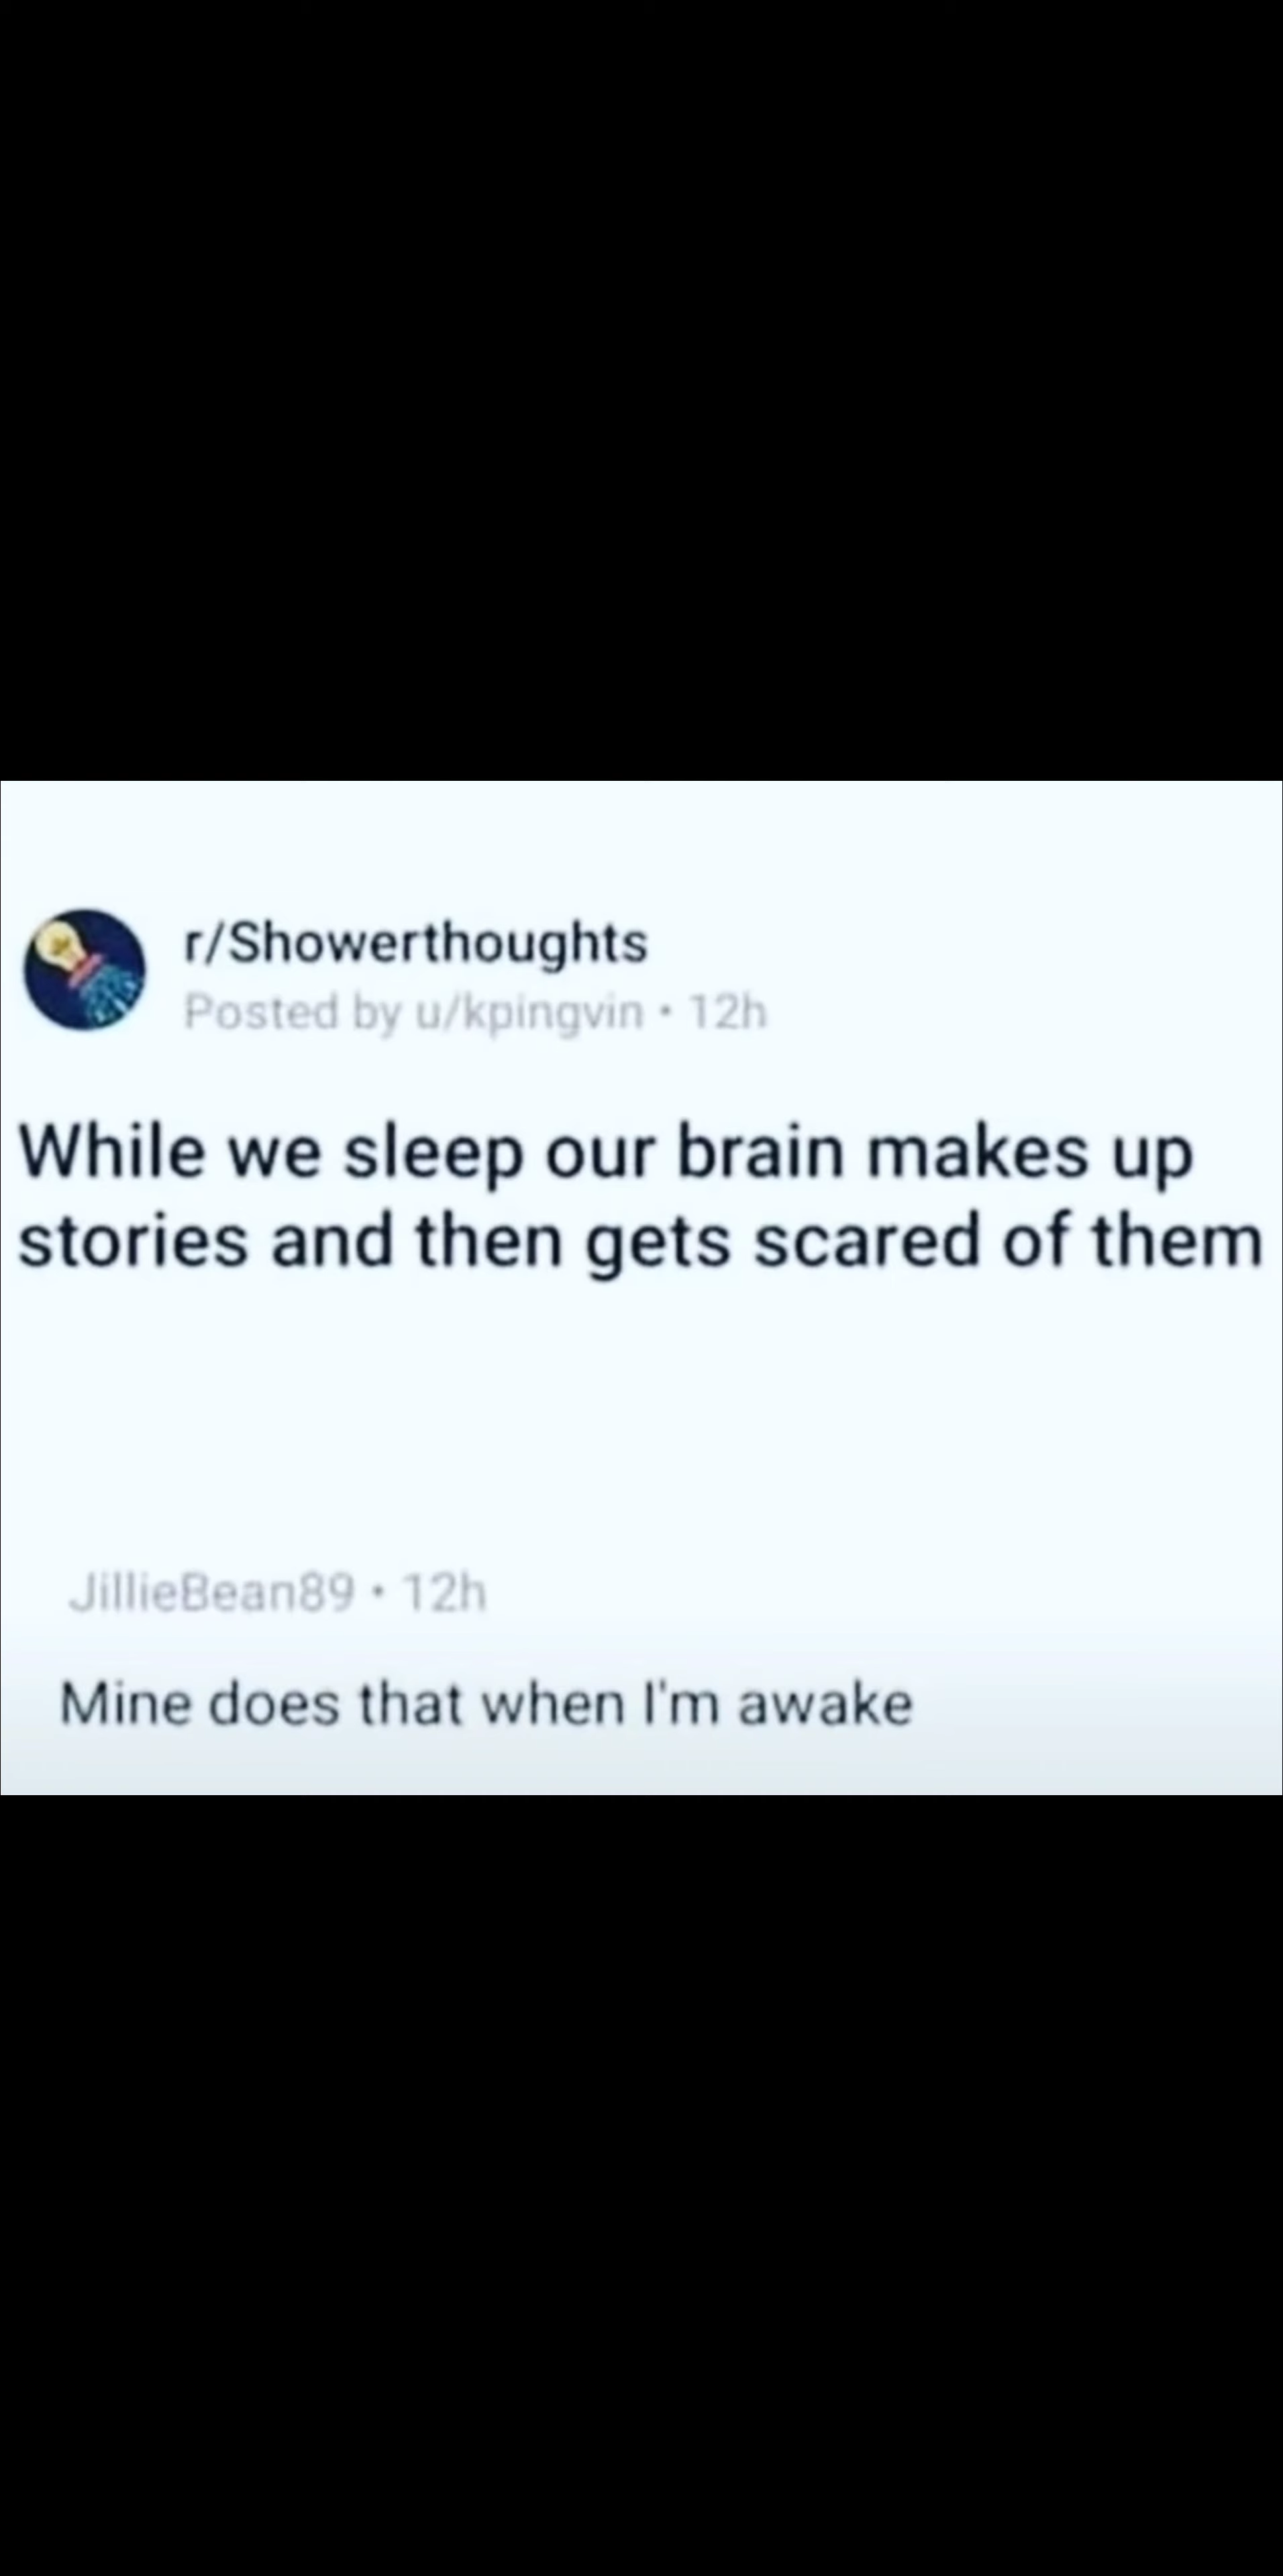 r/Showerthoughts
Posted by u/kpingvin • 12h
While we sleep our brain makes up
stories and then gets scared of them
JillieBean89 • 12h
Mine does that when I'm awake